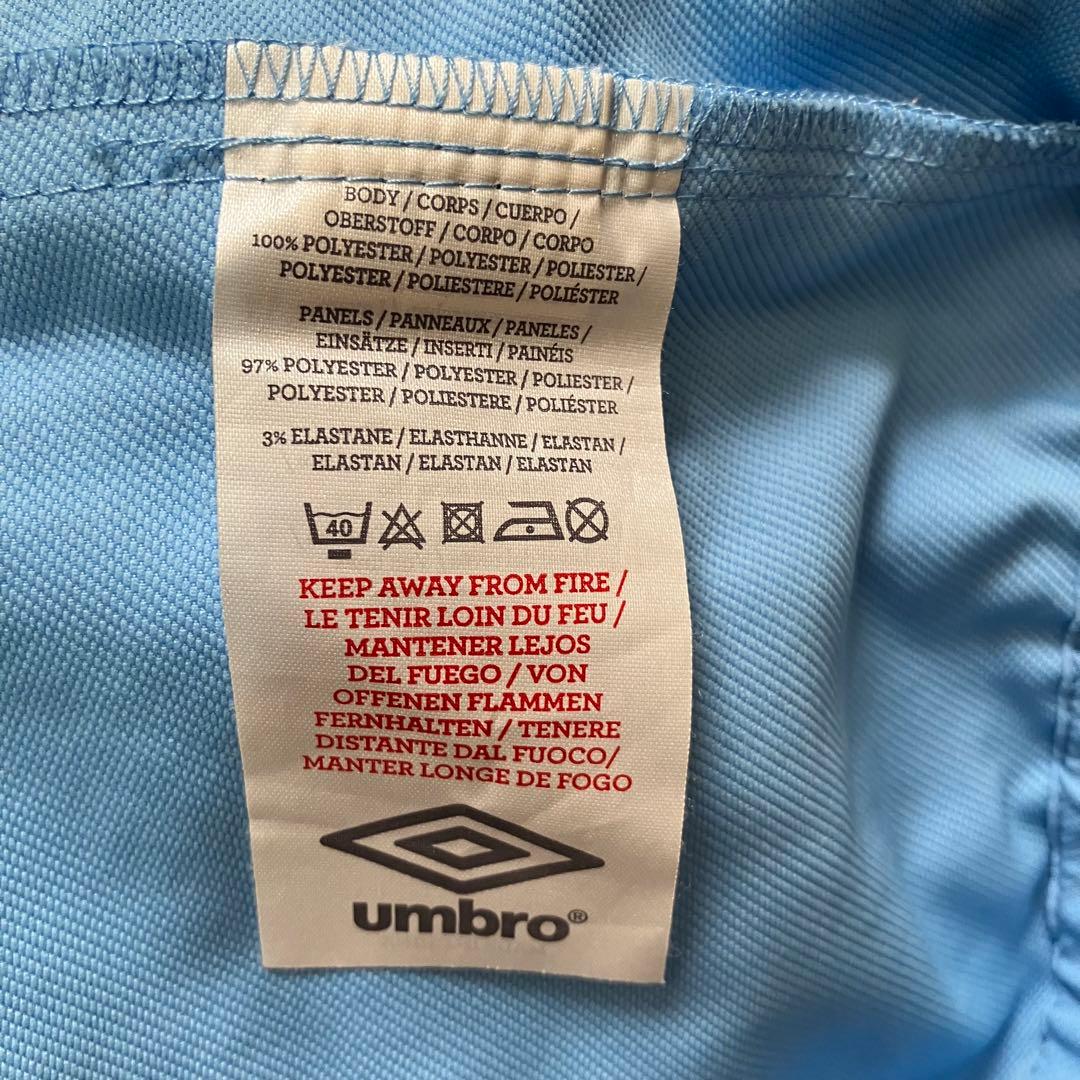 BODY / CORPS / CUERPO /
OBERSTOFF / CORPO / CORPO
100% POLYESTER / POLYESTER / POLIESTER /
POLYESTER / POLIESTERE / POLIÉSTER
PANELS / PANNEAUX / PANELES /
EINSÄTZE / INSERTI / PAINÉIS
97% POLYESTER / POLYESTER / POLIESTER /
POLYESTER / POLIESTERE / POLIÉSTER
3% ELASTANE / ELASTHANNE / ELASTAN /
ELASTAN / ELASTAN / ELASTAN
40
KEEP AWAY FROM FIRE /
LE TENIR LOIN DU FEU /
MANTENER LEJOS
DEL FUEGO / VON
OFFENEN FLAMMEN
FERNHALTEN / TENERE
DISTANTE DAL FUOCO/
MANTER LONGE DE FOGO
umbro®